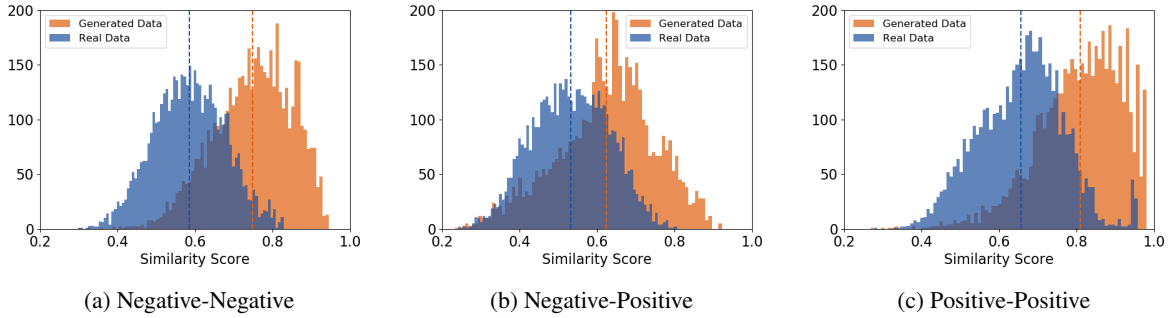 200
150
100
50
0
0.2 0.4 0.6 0.8 1.0
Similarity Score
Generated Data
Real Data
(a) Negative-Negative
200
150
100
50
0
0.2 0.4 0.6 0.8 1.0
Similarity Score
Generated Data
Real Data
(b) Negative-Positive
200
150
100
50
0
0.2 0.4 0.6 0.8 1.0
Similarity Score
Generated Data
Real Data
(c) Positive-Positive